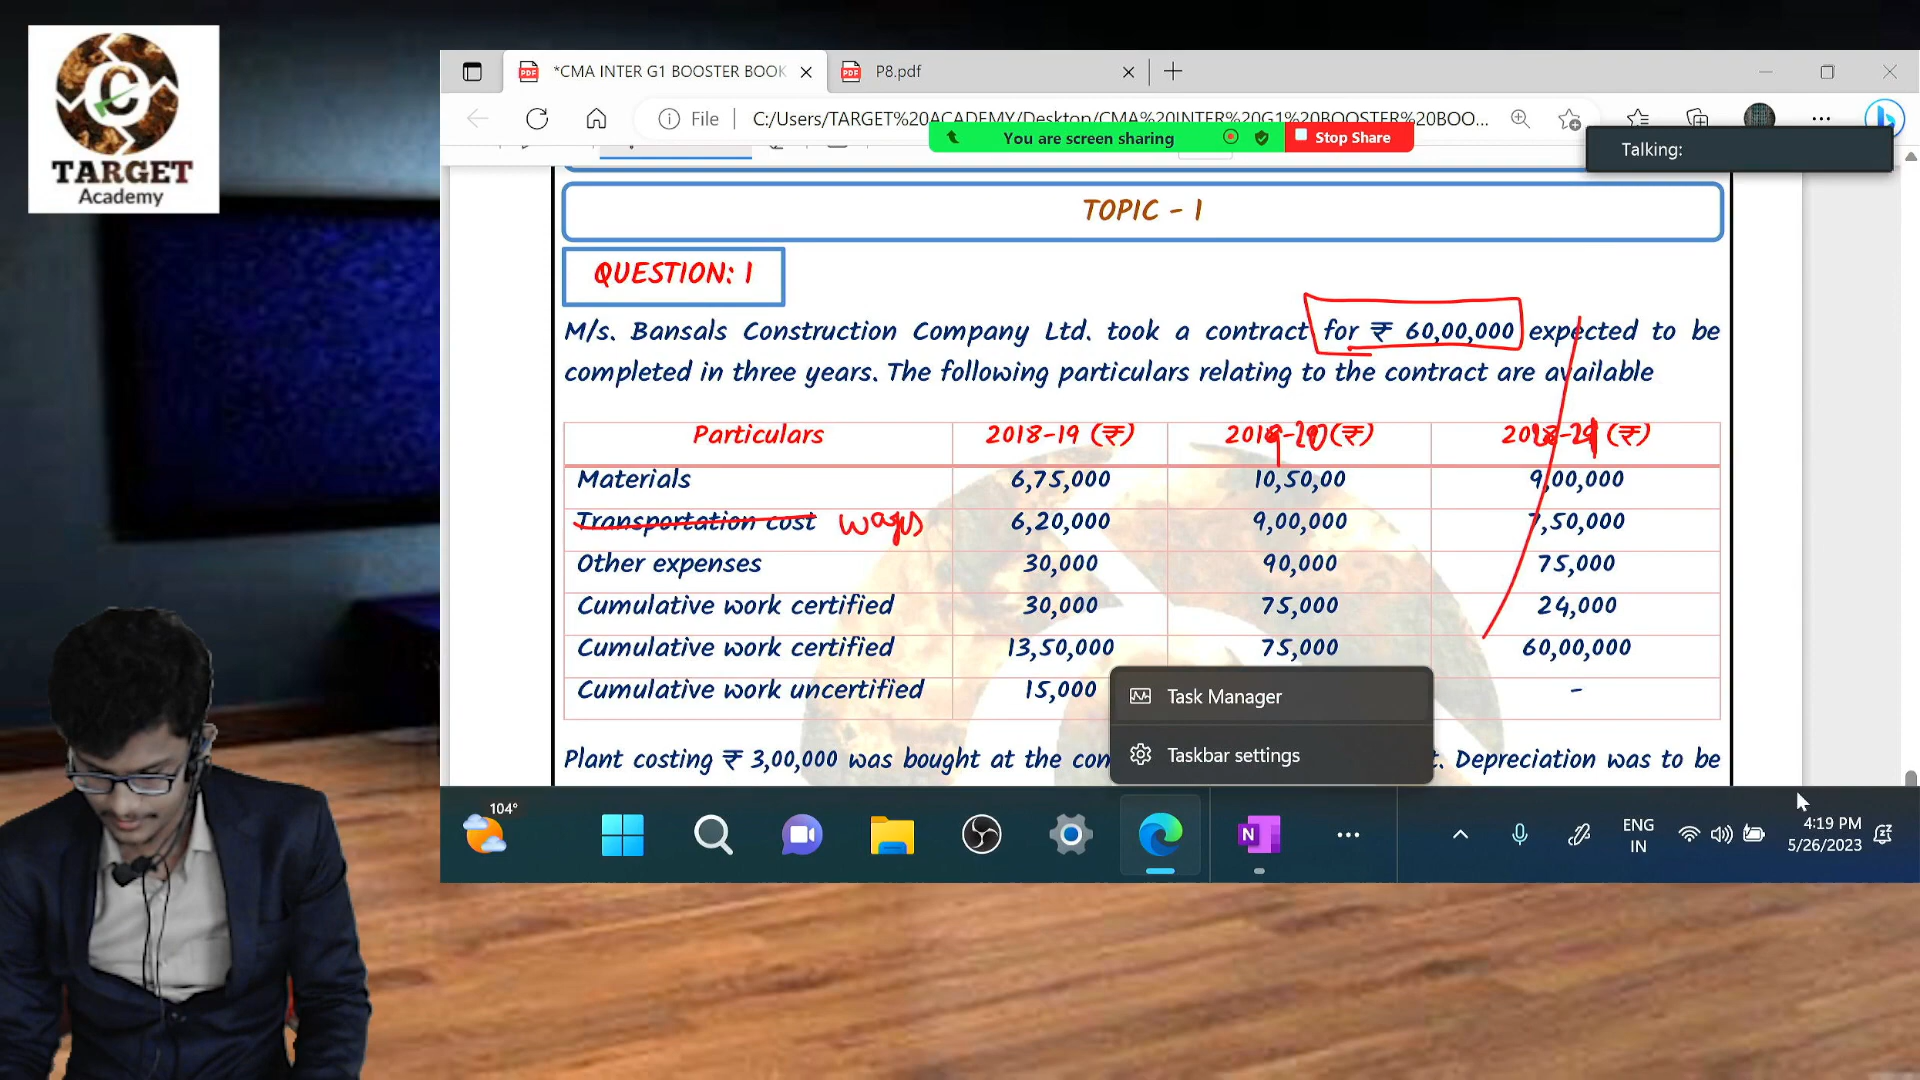 TARGET
Academy
*CMA INTER G1 BOOSTER BOOK
P8.pdf
File
C:/Users/TARGET%20ACADEMY/Desktop/CMA%20INTER%20G1%20BOOSTER%20BOO...
You are screen sharing
Stop Share
Talking:
TOPIC - 1
QUESTION: 1
M/s. Bansals Construction Company Ltd. took a contract for ₹ 60,00,000 expected to be
completed in three years. The following particulars relating to the contract are available
Particulars 2018-19 (₹) (₹) (₹)
Materials 6,75,000 10,50,00 9,00,000
Transportation cost wages 6,20,000 9,00,000 7,50,000
Other expenses 30,000 90,000 75,000
Cumulative work certified 30,000 75,000 24,000
Cumulative work certified 13,50,000 75,000 60,00,000
Cumulative work uncertified 15,000 -
Task Manager
Taskbar settings
Plant costing ₹ 3,00,000 was bought at the . Depreciation was to be
104°
ENG
IN
4:19 PM
5/26/2023